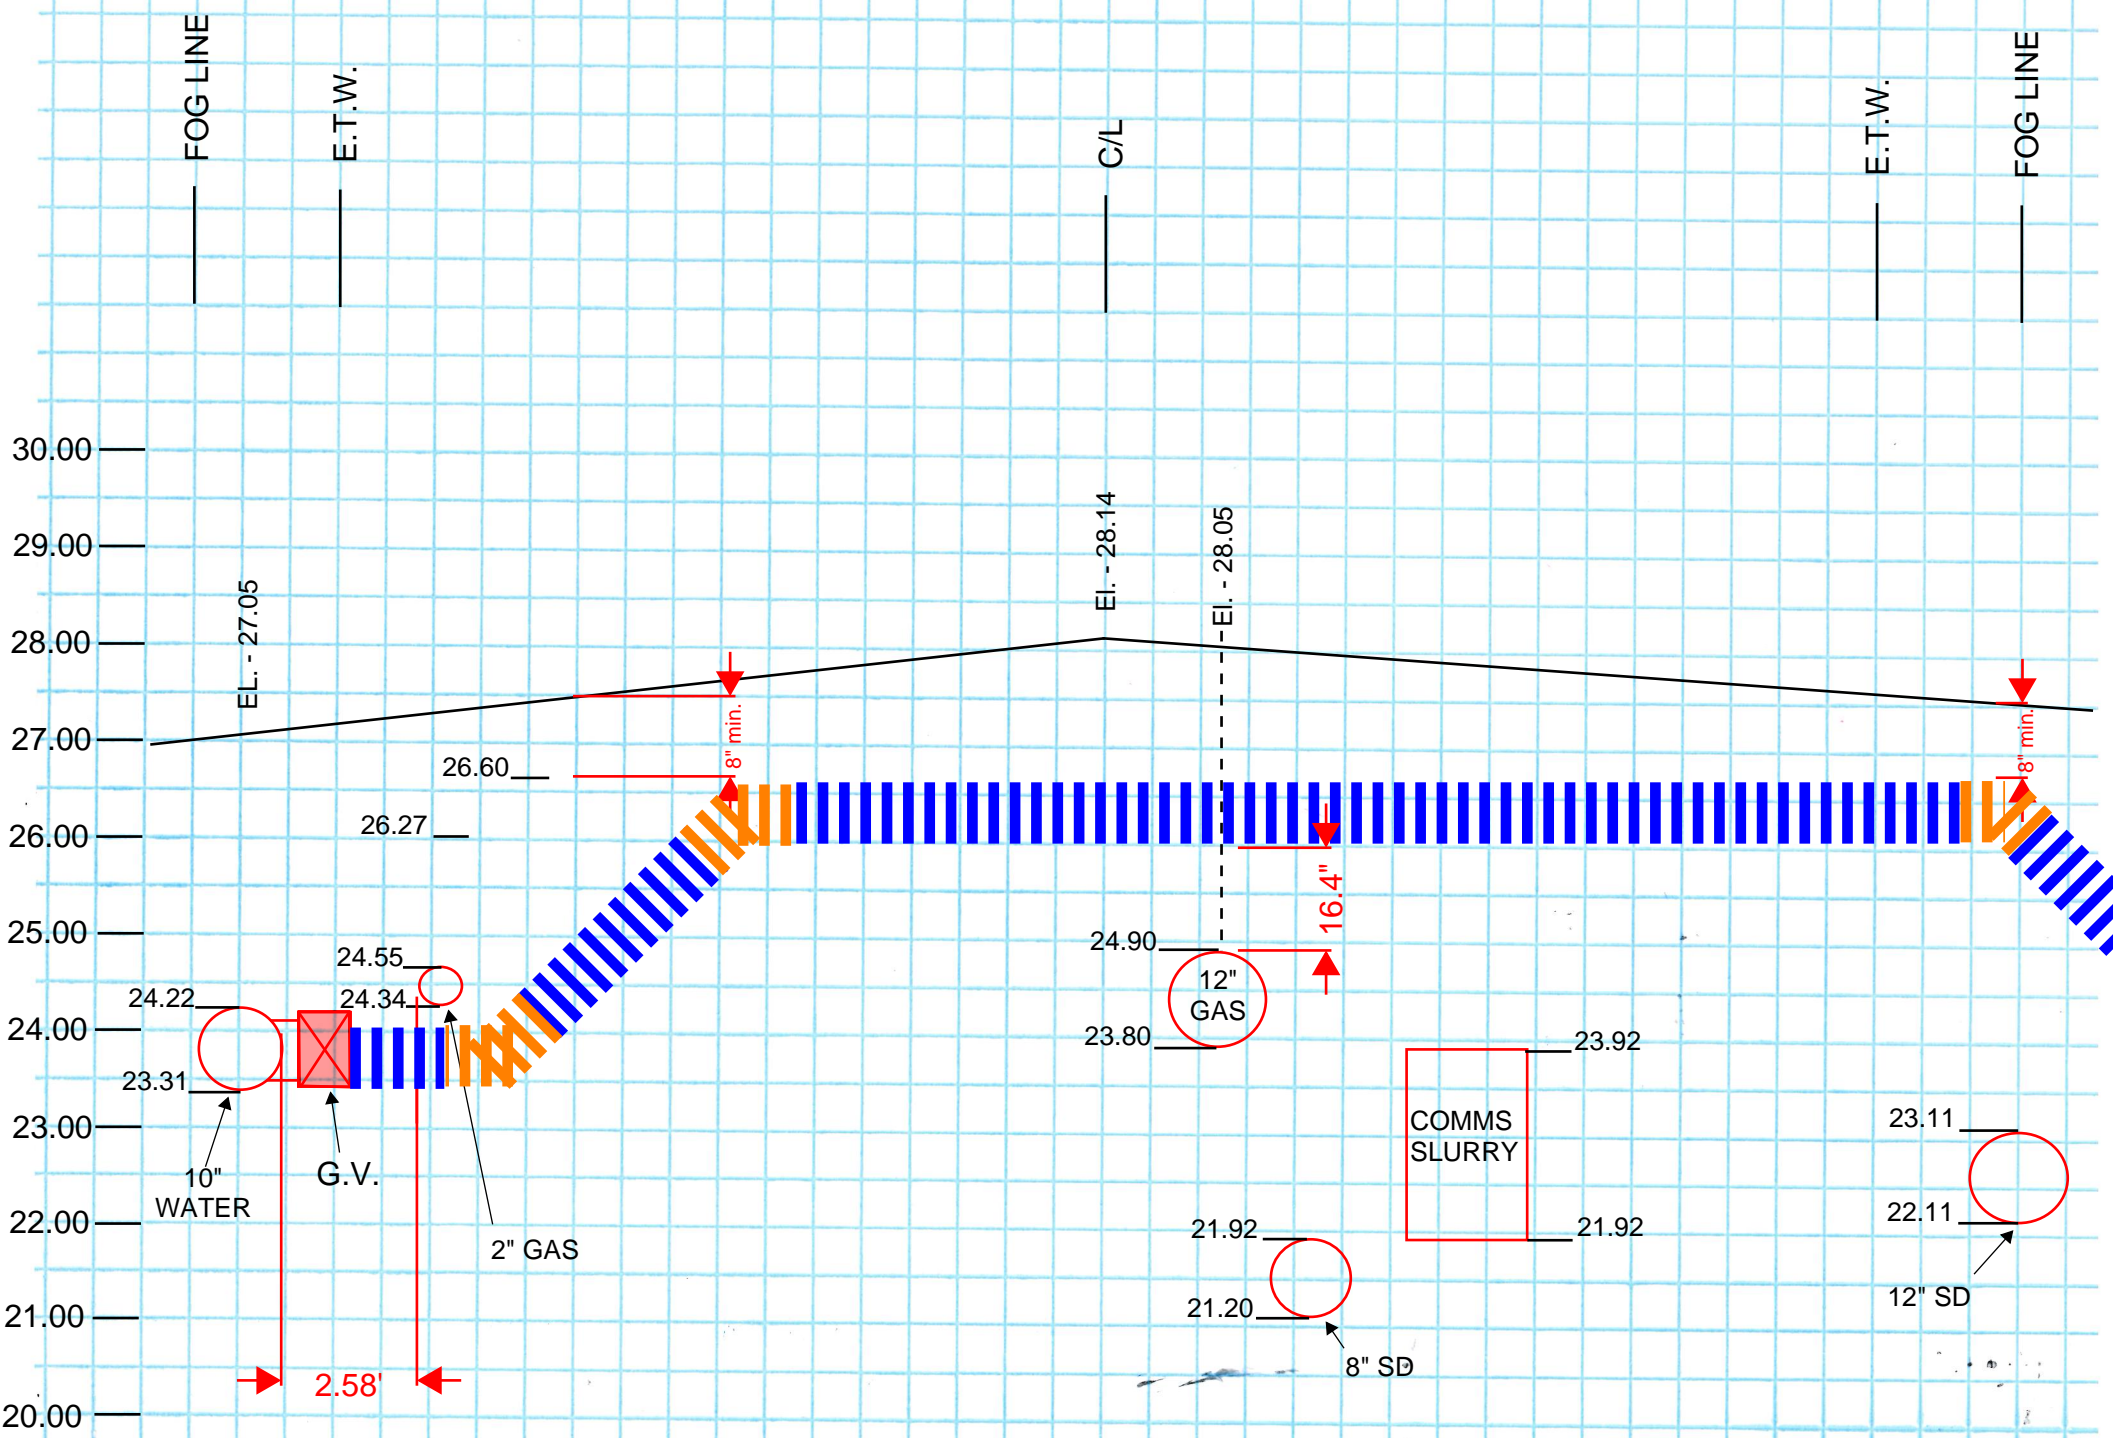 FOG LINE
E.T.W.
C/L
E.T.W.
FOG LINE
30.00
29.00
28.00
27.00
26.00
25.00
24.00
23.00
22.00
21.00
20.00
EL. - 27.05
El. - 28.14
El. - 28.05
8" min.
8" min.
26.60
26.27
16.4"
24.55
24.34
24.22
23.31
10"
WATER
G.V.
2" GAS
2.58'
24.90
12"
GAS
23.80
23.92
COMMS
SLURRY
21.92
21.92
21.20
8" SD
23.11
22.11
12" SD